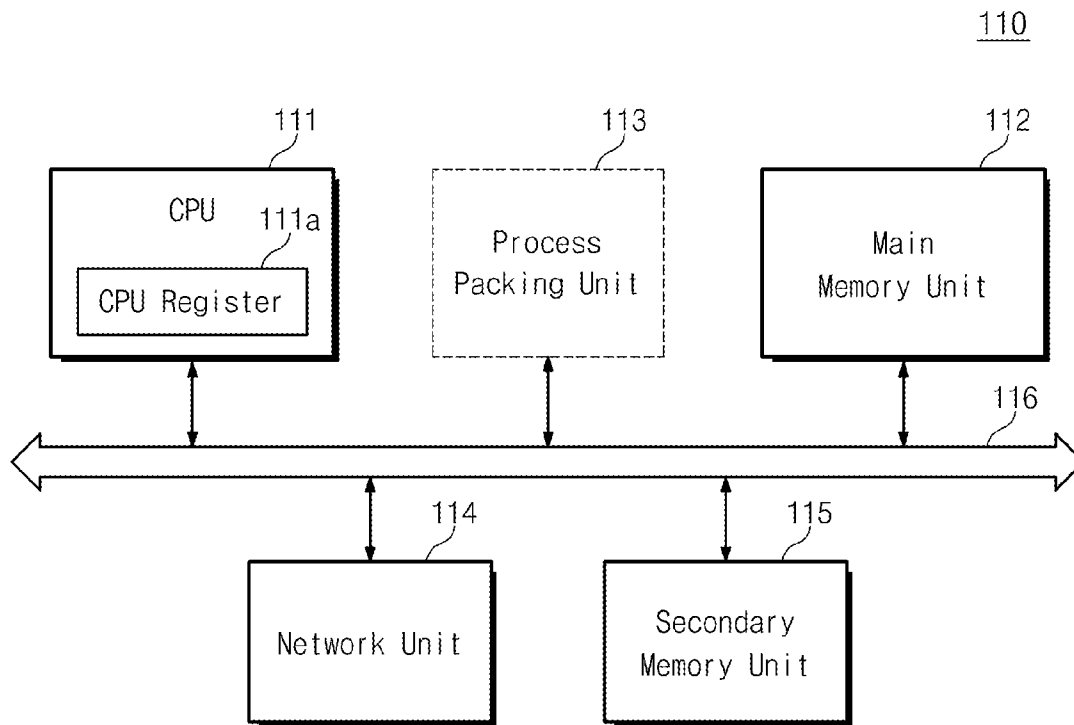 110
111
113
112
CPU
111a
CPU Register
Process
Packing Unit
Main
Memory Unit
116
114
115
Network Unit
Secondary
Memory Unit